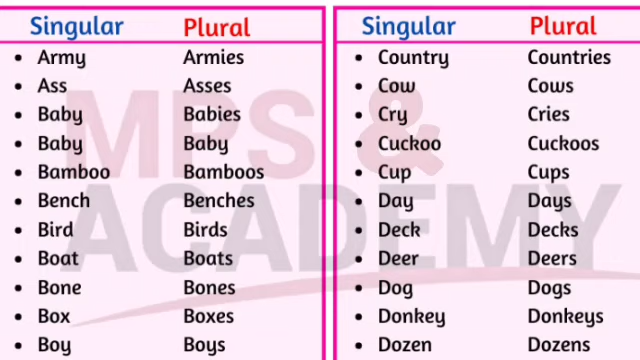 Singular Plural
• Army Armies
• Ass Asses
• Baby Babies
• Baby Baby
• Bamboo Bamboos
• Bench Benches
• Bird Birds
• Boat Boats
• Bone Bones
• Box Boxes
• Boy Boys
Singular Plural
• Country Countries
• Cow Cows
• Cry Cries
• Cuckoo Cuckoos
• Cup Cups
• Day Days
• Deck Decks
• Deer Deers
• Dog Dogs
• Donkey Donkeys
• Dozen Dozens
MPS &
ACADEMY